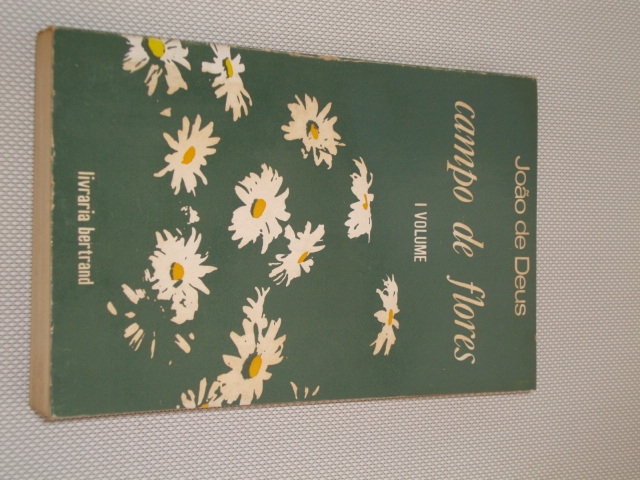 João de Deus
campo de flores
I VOLUME
livraria bertrand